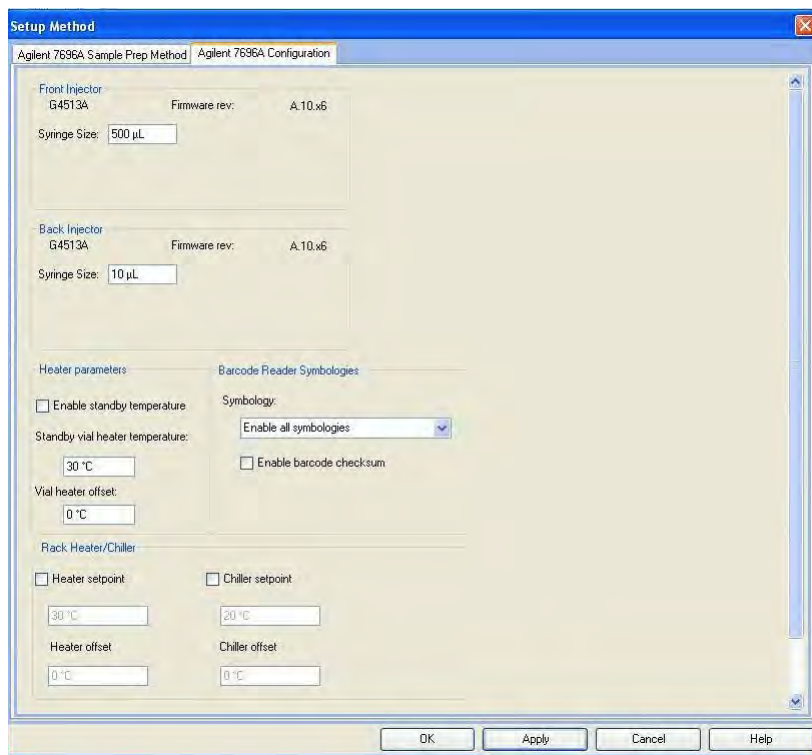 Setup Method
Agilent 7696A Sample Prep Method Agilent 7696A Configuration
Front Injector
G4513A Firmware rev: A.10.x6
Syringe Size: 500 µL
Back Injector
G4513A Firmware rev: A.10.x6
Syringe Size: 10 µL
Heater parameters Barcode Reader Symbologies
Enable standby temperature Symbology:
Enable all symbologies
Standby vial heater temperature:
30 °C Enable barcode checksum
Vial heater offset:
0 °C
Rack Heater/Chiller
Heater setpoint Chiller setpoint
30 °C 20 °C
Heater offset Chiller offset
0 °C 0 °C
OK Apply Cancel Help